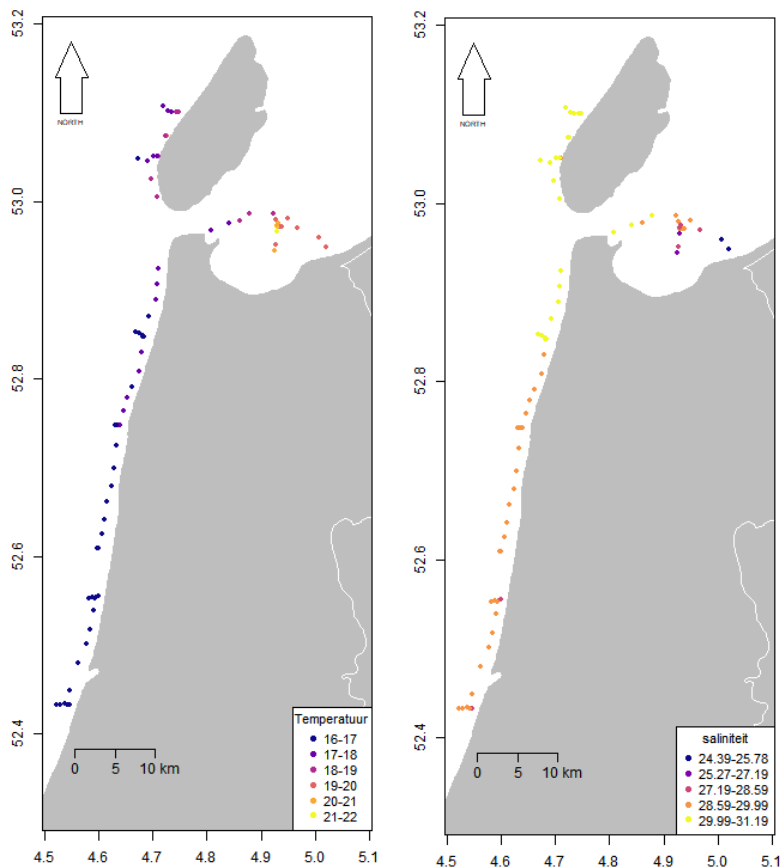 53.2
53.0
52.8
52.6
52.4
NORTH
0 5 10 km
Temperatuur
16-17
17-18
18-19
19-20
20-21
21-22
4.5 4.6 4.7 4.8 4.9 5.0 5.1
53.2
53.0
52.8
52.6
52.4
NORTH
0 5 10 km
saliniteit
24.39-25.78
25.27-27.19
27.19-28.59
28.59-29.99
29.99-31.19
4.5 4.6 4.7 4.8 4.9 5.0 5.1